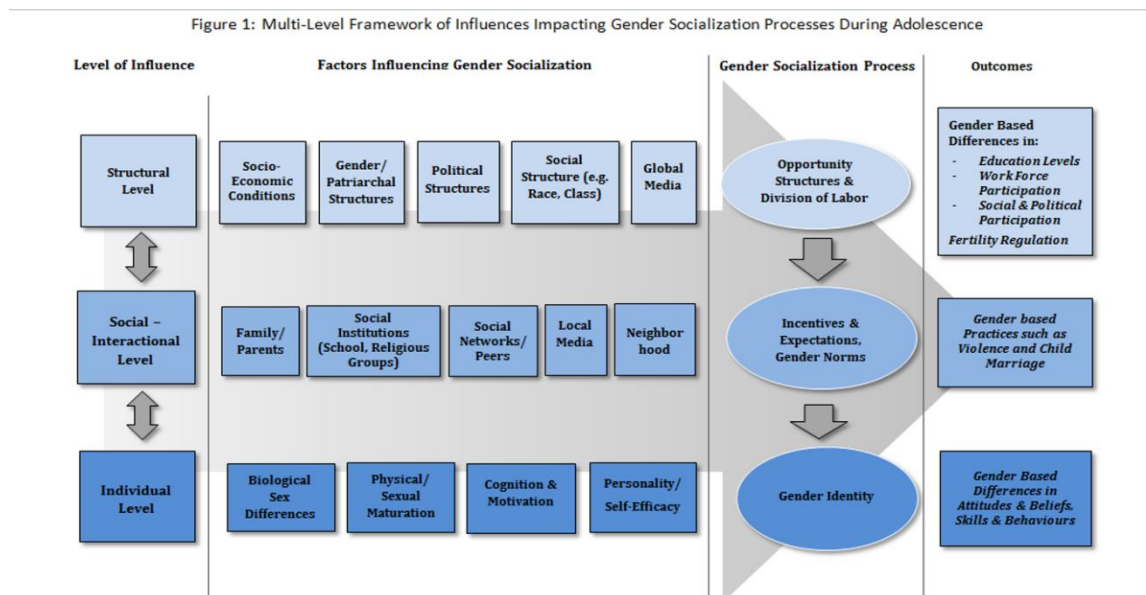 Figure 1: Multi-Level Framework of Influences Impacting Gender Socialization Processes During Adolescence
Level of Influence
Factors Influencing Gender Socialization
Gender Socialization Process
Outcomes
Structural
Level
Socio-
Economic
Conditions
Gender/
Patriarchal
Structures
Political
Structures
Social
Structure (e.g.
Race, Class)
Global
Media
Opportunity
Structures &
Division of Labor
Gender Based
Differences in:
- Education Levels
- Work Force
Participation
- Social & Political
Participation
Fertility Regulation
Social –
Interactional
Level
Family/
Parents
Social
Institutions
(School, Religious
Groups)
Social
Networks/
Peers
Local
Media
Neighbor
hood
Incentives &
Expectations,
Gender Norms
Gender based
Practices such as
Violence and Child
Marriage
Individual
Level
Biological
Sex
Differences
Physical/
Sexual
Maturation
Cognition &
Motivation
Personality/
Self-Efficacy
Gender Identity
Gender Based
Differences in
Attitudes & Beliefs,
Skills & Behaviours